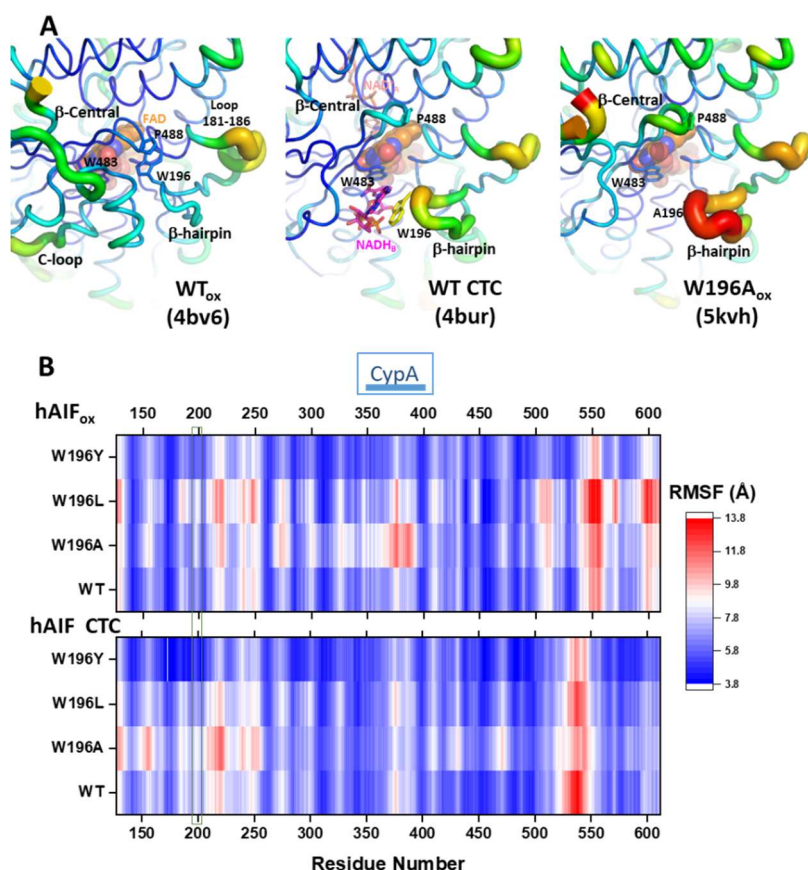 A
β-Central
FAD
Loop
181-186
P488
W483
W196
β-hairpin
C-loop
WTox
(4bv6)
NADHA
β-Central
P488
W483
W196
NADHB
β-hairpin
WT CTC
(4bur)
β-Central
P488
W483
A196
β-hairpin
W196Aox
(5kvh)
B
CypA
hAIFox
150 200 250 300 350 400 450 500 550 600
W196Y
W196L
W196A
WT
RMSF (Å)
13.8
11.8
9.8
7.8
5.8
3.8
hAIF CTC
W196Y
W196L
W196A
WT
150 200 250 300 350 400 450 500 550 600
Residue Number